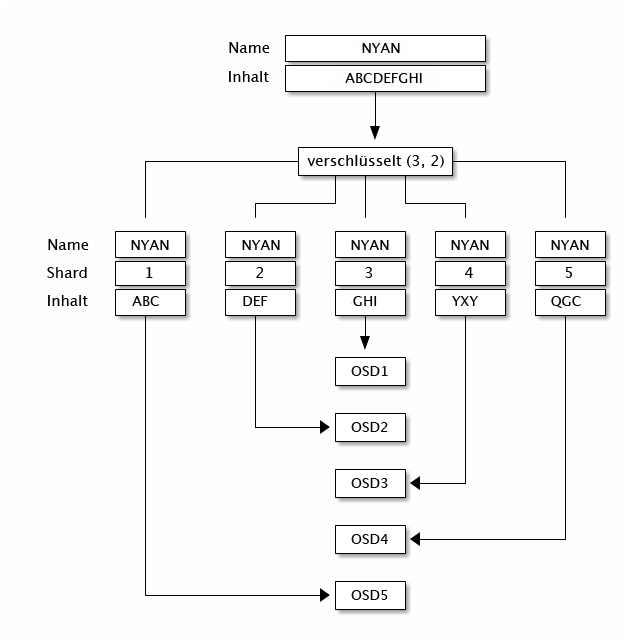 Name NYAN
Inhalt ABCDEFGHI
verschlüsselt (3, 2)
Name NYAN NYAN NYAN NYAN NYAN
Shard 1 2 3 4 5
Inhalt ABC DEF GHI YXY QGC
OSD1
OSD2
OSD3
OSD4
OSD5